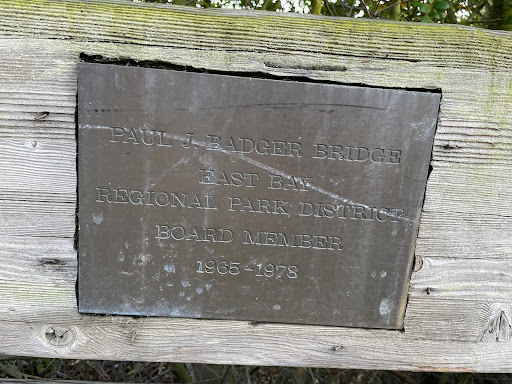 PAUL J. BADGER BRIDGE
EAST BAY
REGIONAL PARK DISTRICT
BOARD MEMBER
1965-1978